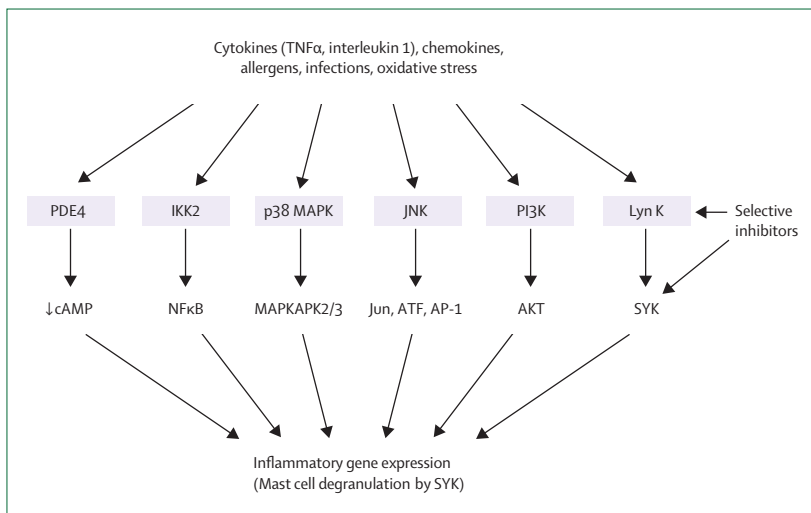 Cytokines (TNFα, interleukin 1), chemokines,
allergens, infections, oxidative stress
PDE4
IKK2
p38 MAPK
JNK
PI3K
Lyn K
Selective
inhibitors
↓cAMP
NFκB
MAPKAPK2/3
Jun, ATF, AP-1
AKT
SYK
Inflammatory gene expression
(Mast cell degranulation by SYK)